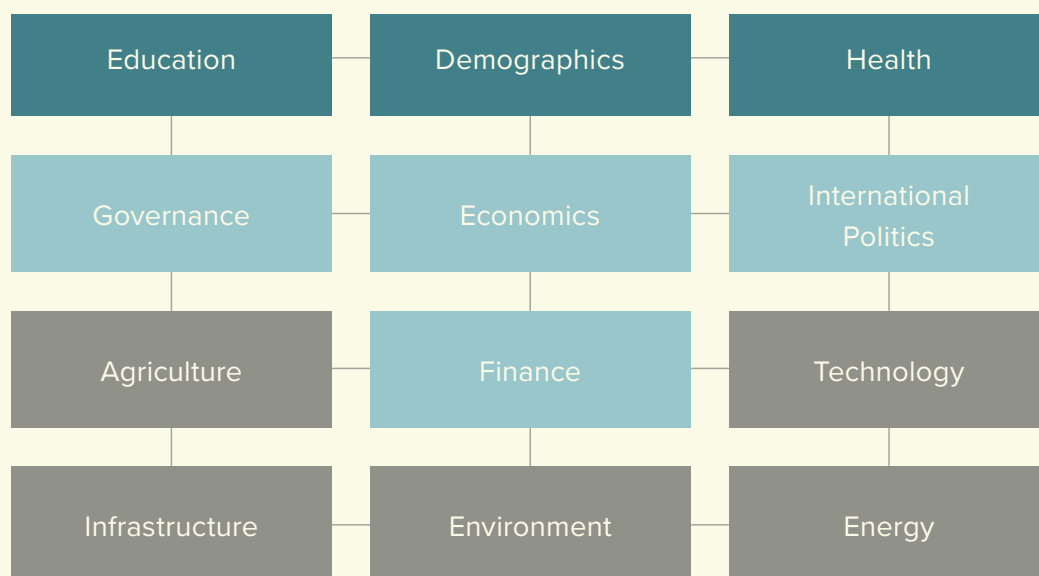 Education
Demographics
Health
Governance
Economics
International
Politics
Agriculture
Finance
Technology
Infrastructure
Environment
Energy